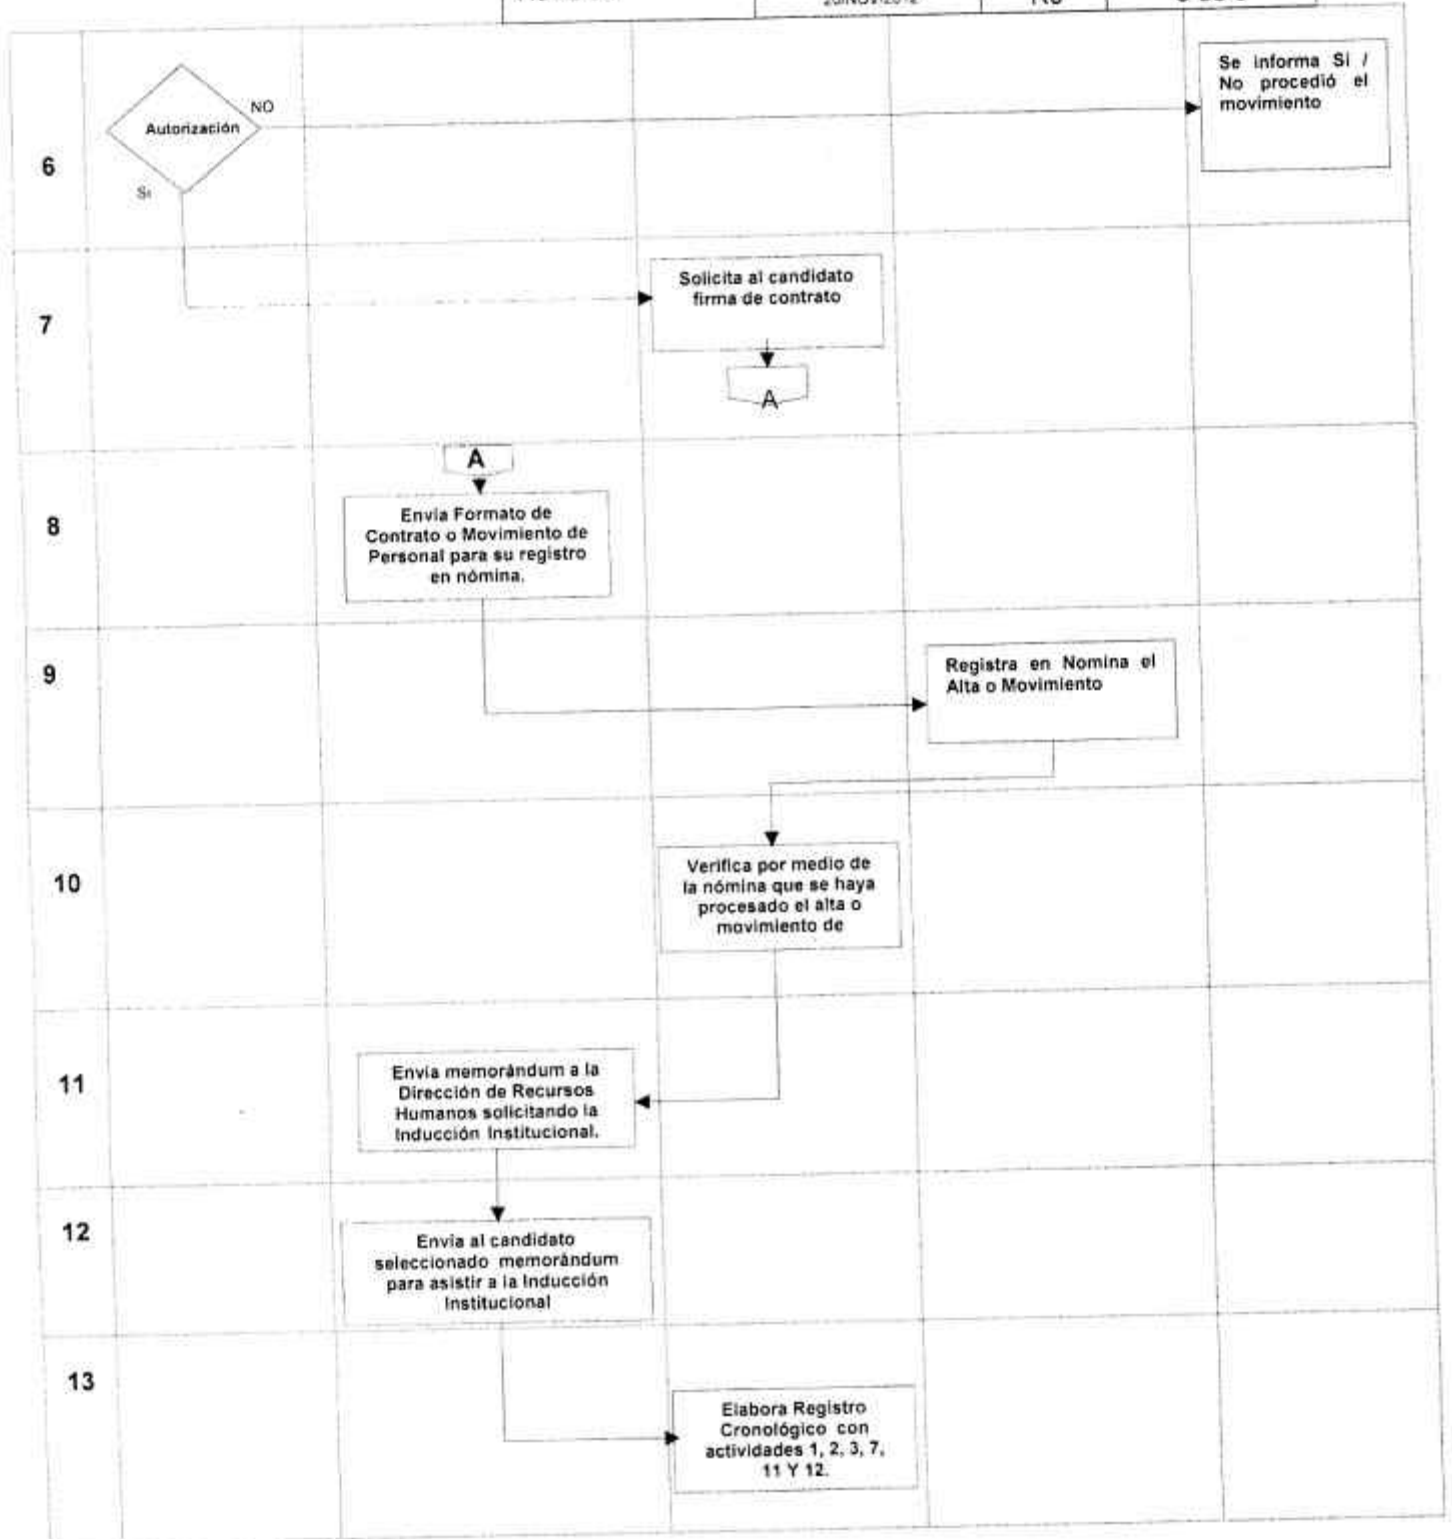 Autorización
NO
Se informa Si /
No procedió el
movimiento
6
Si
Solicita al candidato
firma de contrato
7
A
A
8
Envía Formato de
Contrato o Movimiento de
Personal para su registro
en nómina.
9
Registra en Nomina el
Alta o Movimiento
10
Verifica por medio de
la nómina que se haya
procesado el alta o
movimiento de
11
Envía memorándum a la
Dirección de Recursos
Humanos solicitando la
Inducción Institucional.
12
Envía al candidato
seleccionado memorándum
para asistir a la Inducción
Institucional
13
Elabora Registro
Cronológico con
actividades 1, 2, 3, 7,
11 Y 12.